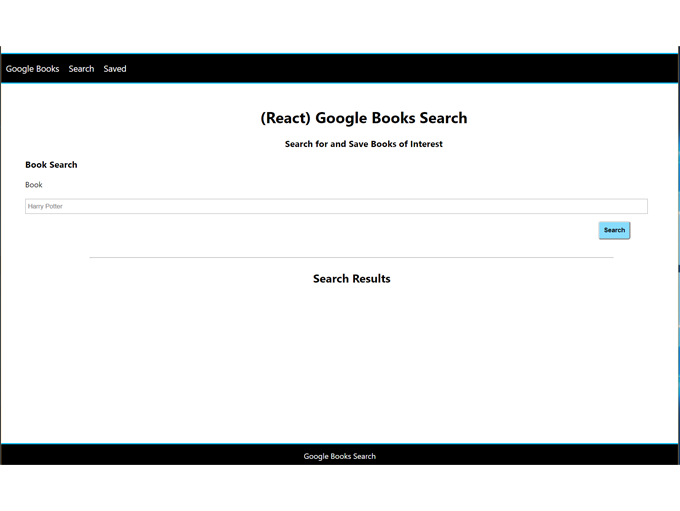 Google Books Search Saved
(React) Google Books Search
Search for and Save Books of Interest
Book Search
Book
Harry Potter
Search
Search Results
Google Books Search